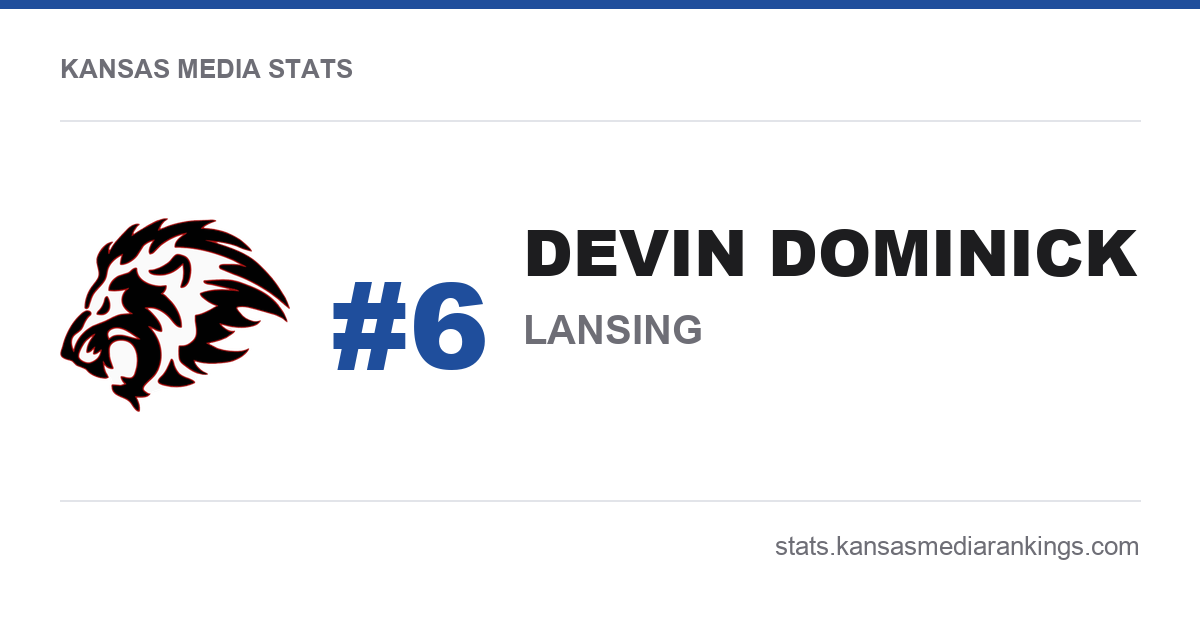 KANSAS MEDIA STATS
#6
DEVIN DOMINICK
LANSING
stats.kansasmediarankings.com